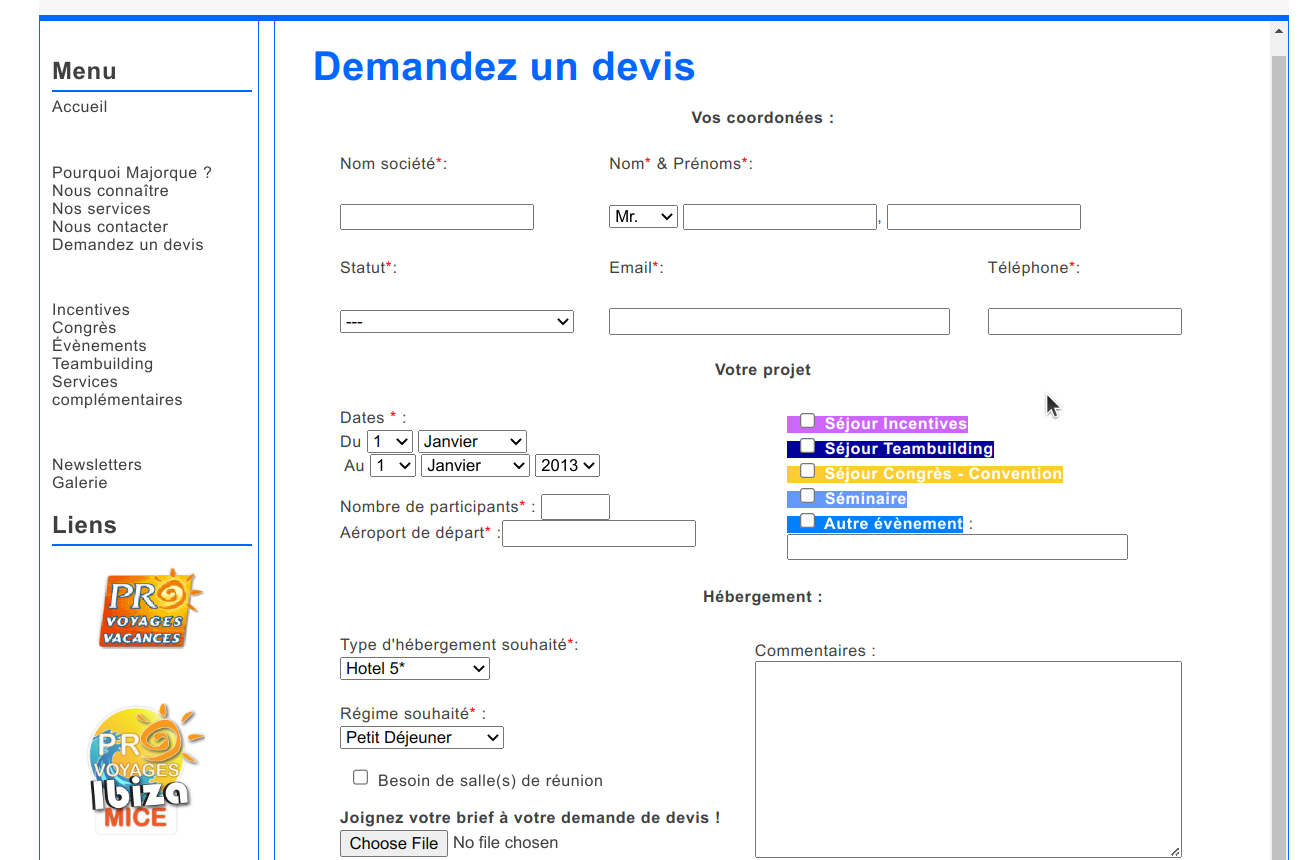 Menu
Accueil
Pourquoi Majorque ?
Nous connaître
Nos services
Nous contacter
Demandez un devis
Incentives
Congrès
Évènements
Teambuilding
Services
complémentaires
Newsletters
Galerie
Liens
PRO
VOYAGES
VACANCES
PRO
VOYAGES
Ibiza
MICE
Demandez un devis
Vos coordonées :
Nom société*:
Nom* & Prénoms*:
Mr.
,
Statut*:
Email*:
Téléphone*:
---
Votre projet
Dates * :
Du 1 Janvier
Au 1 Janvier 2013
Nombre de participants* :
Aéroport de départ* :
Séjour Incentives
Séjour Teambuilding
Séjour Congrès - Convention
Séminaire
Autre évènement :
Hébergement :
Type d'hébergement souhaité*:
Hotel 5*
Régime souhaité* :
Petit Déjeuner
Besoin de salle(s) de réunion
Joignez votre brief à votre demande de devis !
Choose File No file chosen
Commentaires :